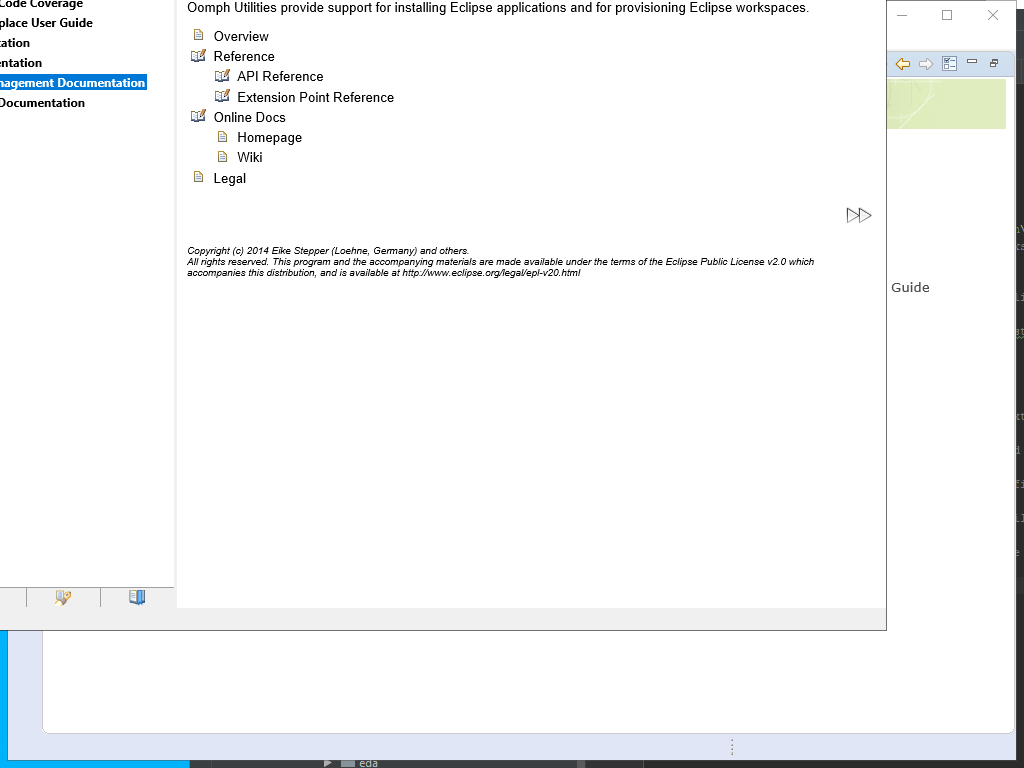 Code Coverage
place User Guide
Documentation
Oomph Utilities provide support for installing Eclipse applications and for provisioning Eclipse workspaces.
Overview
Reference
API Reference
Extension Point Reference
Online Docs
Homepage
Wiki
Legal
Copyright (c) 2014 Eike Stepper (Loehne, Germany) and others.
All rights reserved. This program and the accompanying materials are made available under the terms of the Eclipse Public License v2.0 which
accompanies this distribution, and is available at http://www.eclipse.org/legal/epl-v20.html
nagement Documentation
Documentation
Guide
eda